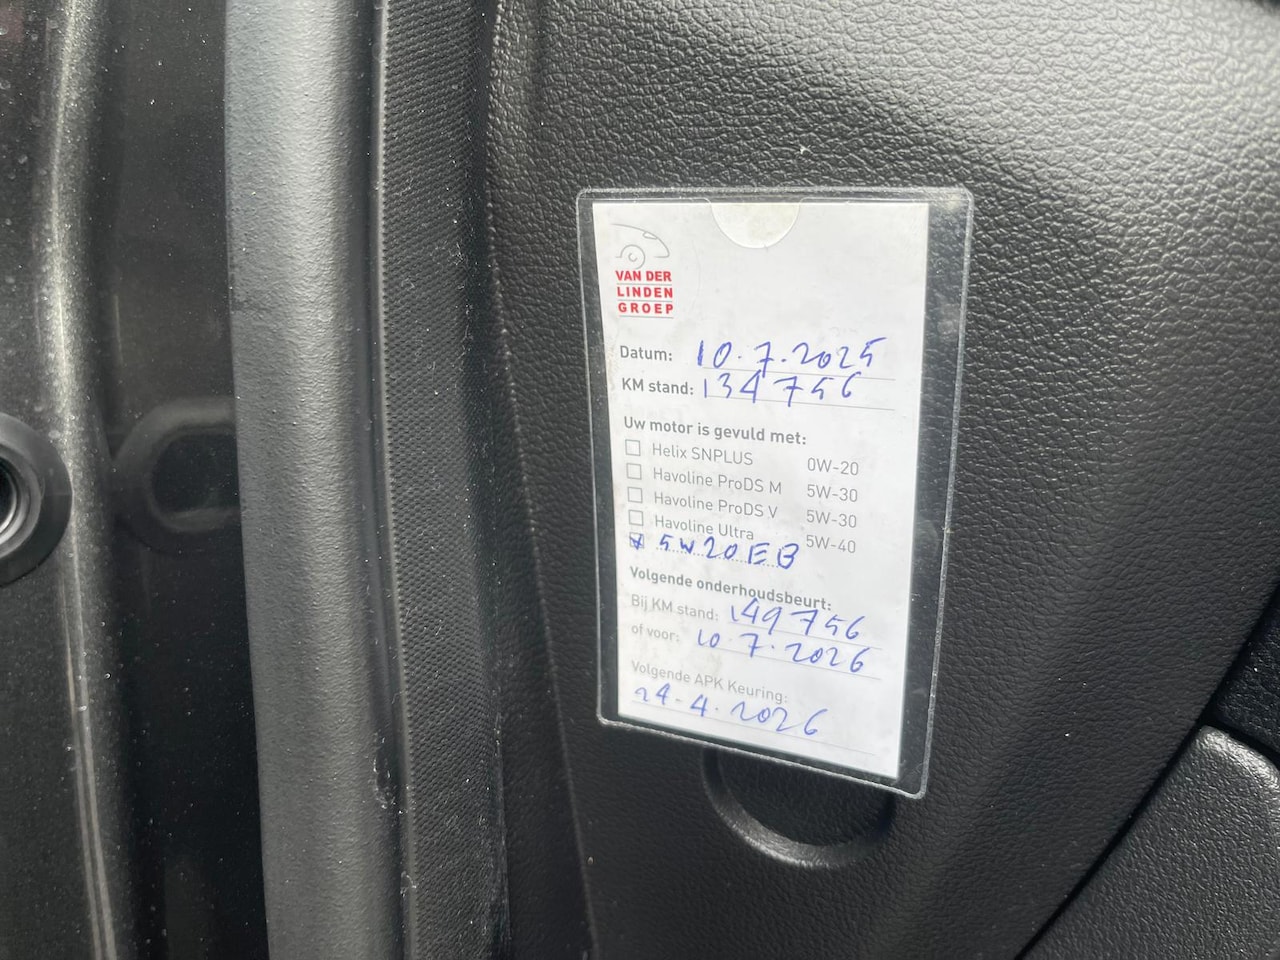 VAN DER
LINDEN
GROEP
Datum: 10.7.2025
KM stand: 134756
Uw motor is gevuld met:
Helix SNPLUS 0W-20
Havoline ProDS M 5W-30
Havoline ProDS V 5W-30
Havoline Ultra 5W-40
5W20EB
Volgende onderhoudsbeurt:
Bij KM stand: 149756
of voor: 10.7.2026
Volgende APK Keuring:
24-4.2026